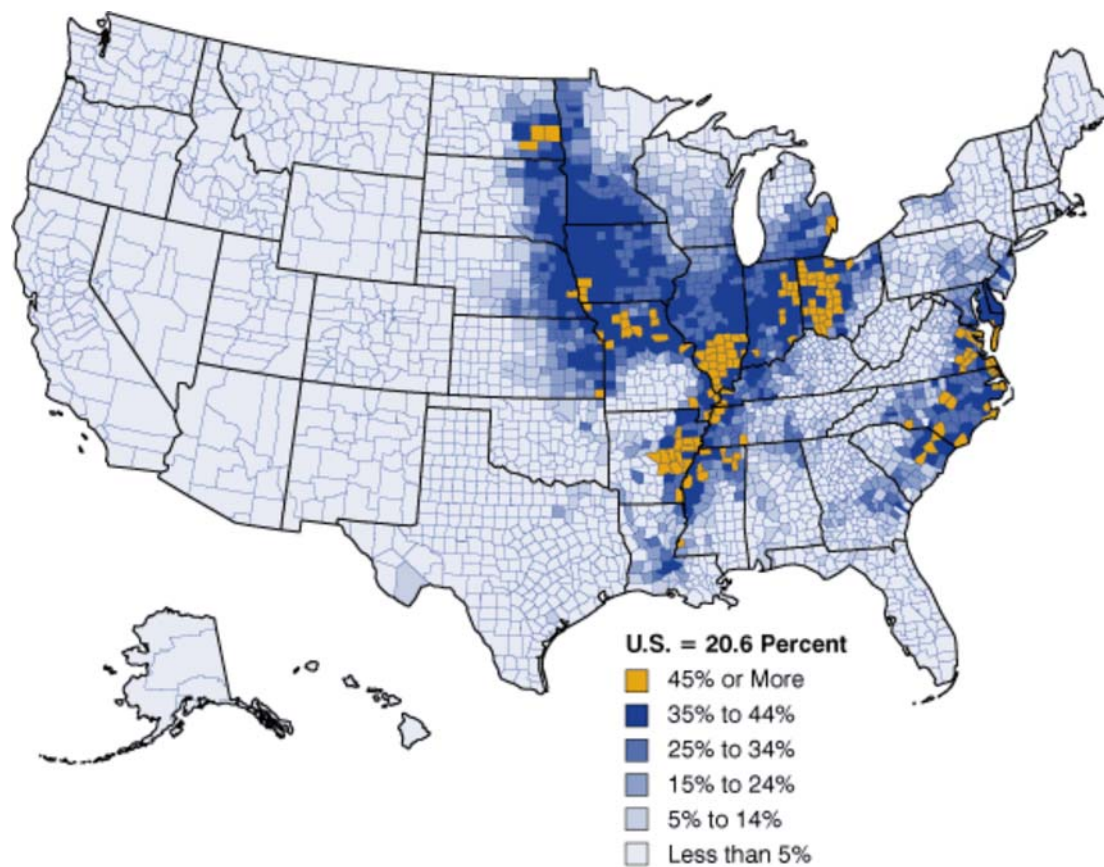 U.S. = 20.6 Percent
45% or More
35% to 44%
25% to 34%
15% to 24%
5% to 14%
Less than 5%